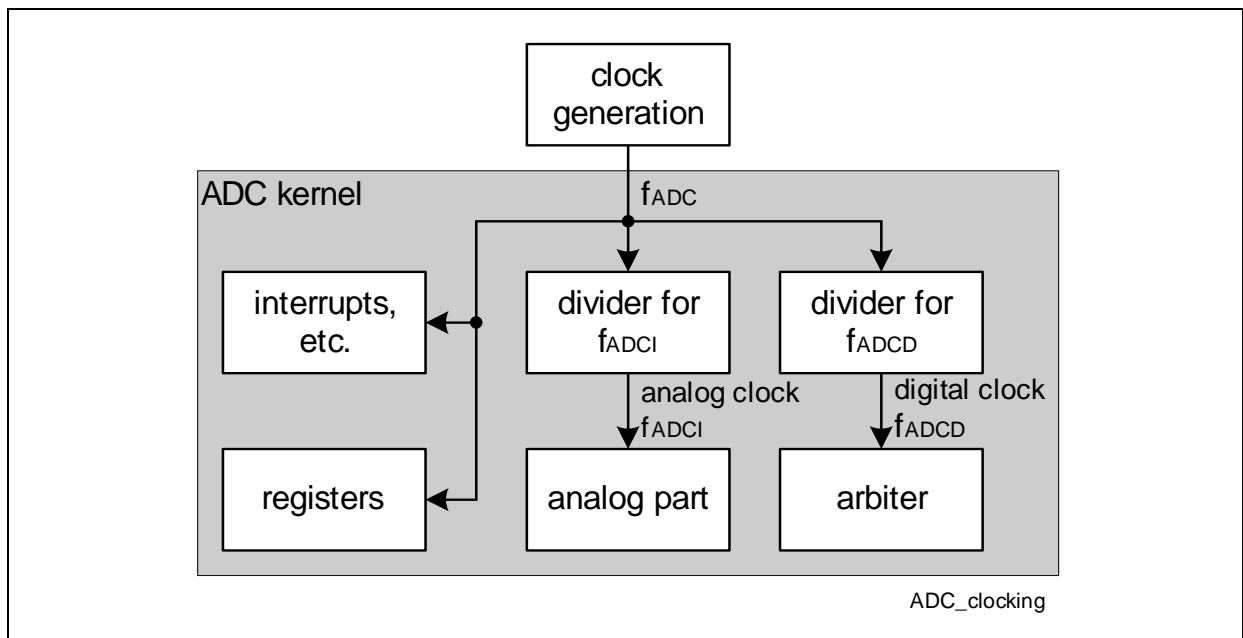 clock
generation
ADC kernel
fADC
interrupts,
etc.
divider for
fADCI
divider for
fADCD
analog clock
fADCI
digital clock
fADCD
registers
analog part
arbiter
ADC_clocking